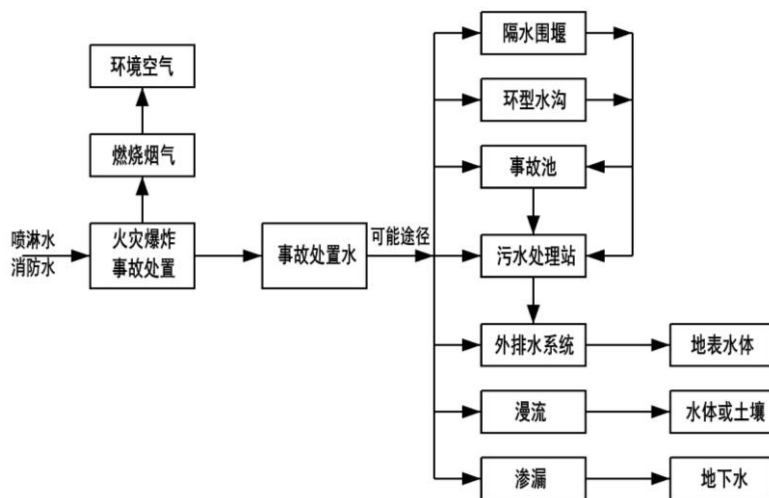 环境空气
燃烧烟气
喷淋水
消防水
火灾爆炸
事故处置
事故处置水
可能途径
隔水围堰
环型水沟
事故池
污水处理站
外排水系统
地表水体
漫流
水体或土壤
渗漏
地下水